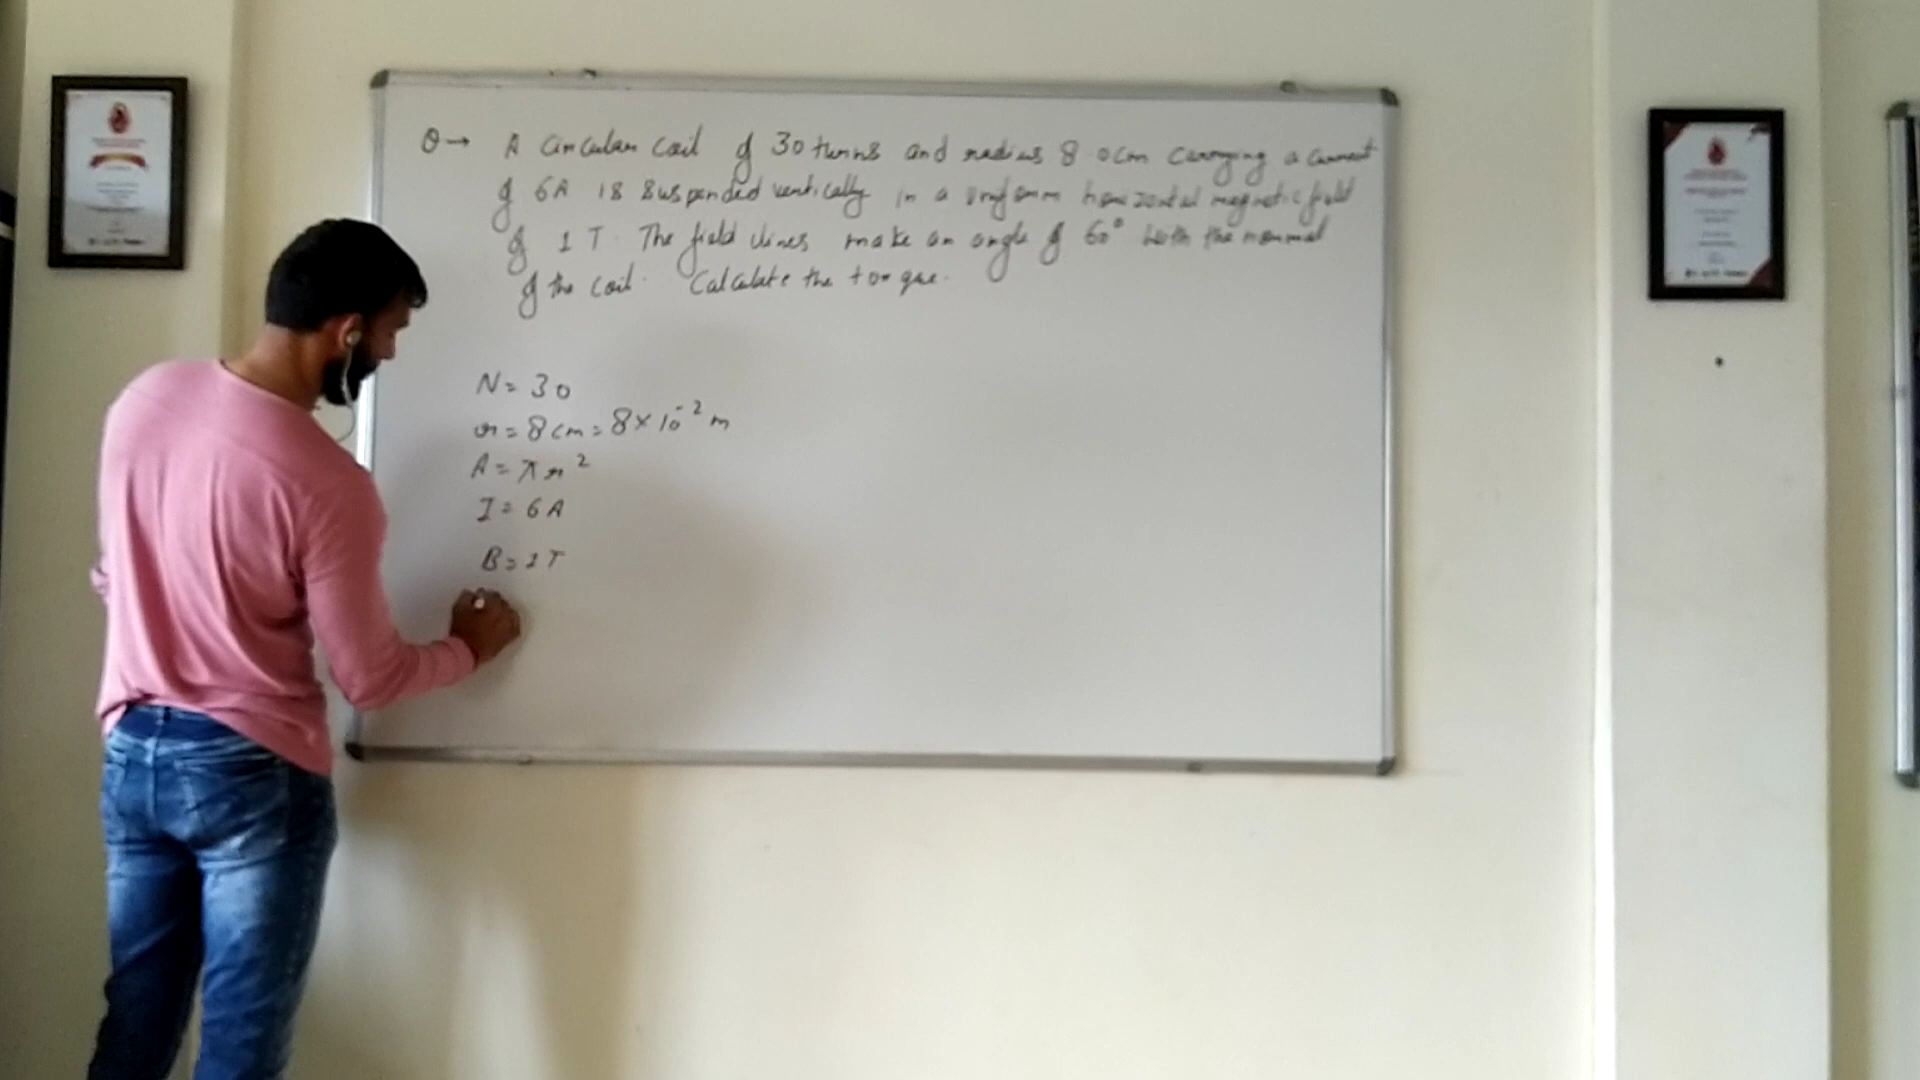 Q → A Circular coil of 30 turns and radius 8.0cm carrying a current
of 6A is suspended vertically in a uniform horizontal magnetic field
of 1 T. The field lines make an angle of 60° with the normal
of the coil. Calculate the torque.
N = 30
r = 8cm = 8×10⁻² m
A = πr²
I = 6A
B = 1T